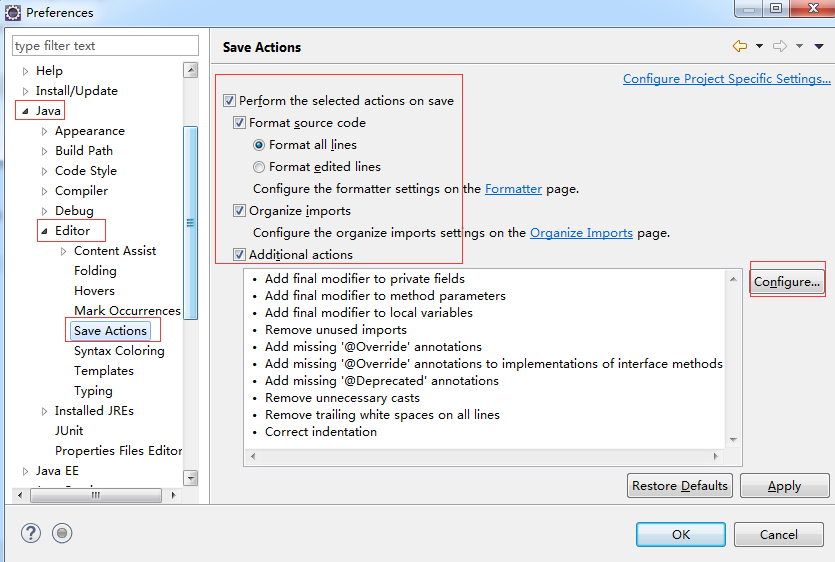 Preferences
type filter text
Help
Install/Update
Java
Appearance
Build Path
Code Style
Compiler
Debug
Editor
Content Assist
Folding
Hovers
Mark Occurrences
Save Actions
Syntax Coloring
Templates
Typing
Installed JREs
JUnit
Properties Files Editor
Java EE
Save Actions
Configure Project Specific Settings...
Perform the selected actions on save
Format source code
Format all lines
Format edited lines
Configure the formatter settings on the Formatter page.
Organize imports
Configure the organize imports settings on the Organize Imports page.
Additional actions
• Add final modifier to private fields
• Add final modifier to method parameters
• Add final modifier to local variables
• Remove unused imports
• Add missing '@Override' annotations
• Add missing '@Override' annotations to implementations of interface methods
• Add missing '@Deprecated' annotations
• Remove unnecessary casts
• Remove trailing white spaces on all lines
• Correct indentation
Configure...
Restore Defaults
Apply
OK
Cancel